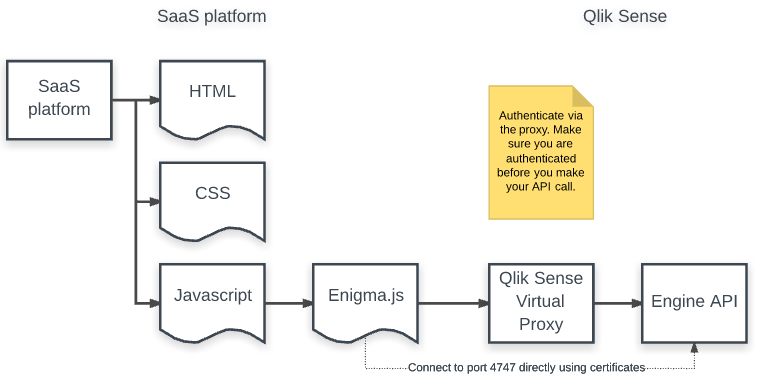 SaaS platform
Qlik Sense
SaaS
platform
HTML
Authenticate via
the proxy. Make
sure you are
authenticated
before you make
your API call.
CSS
Javascript
Enigma.js
Qlik Sense
Virtual
Proxy
Engine API
Connect to port 4747 directly using certificates